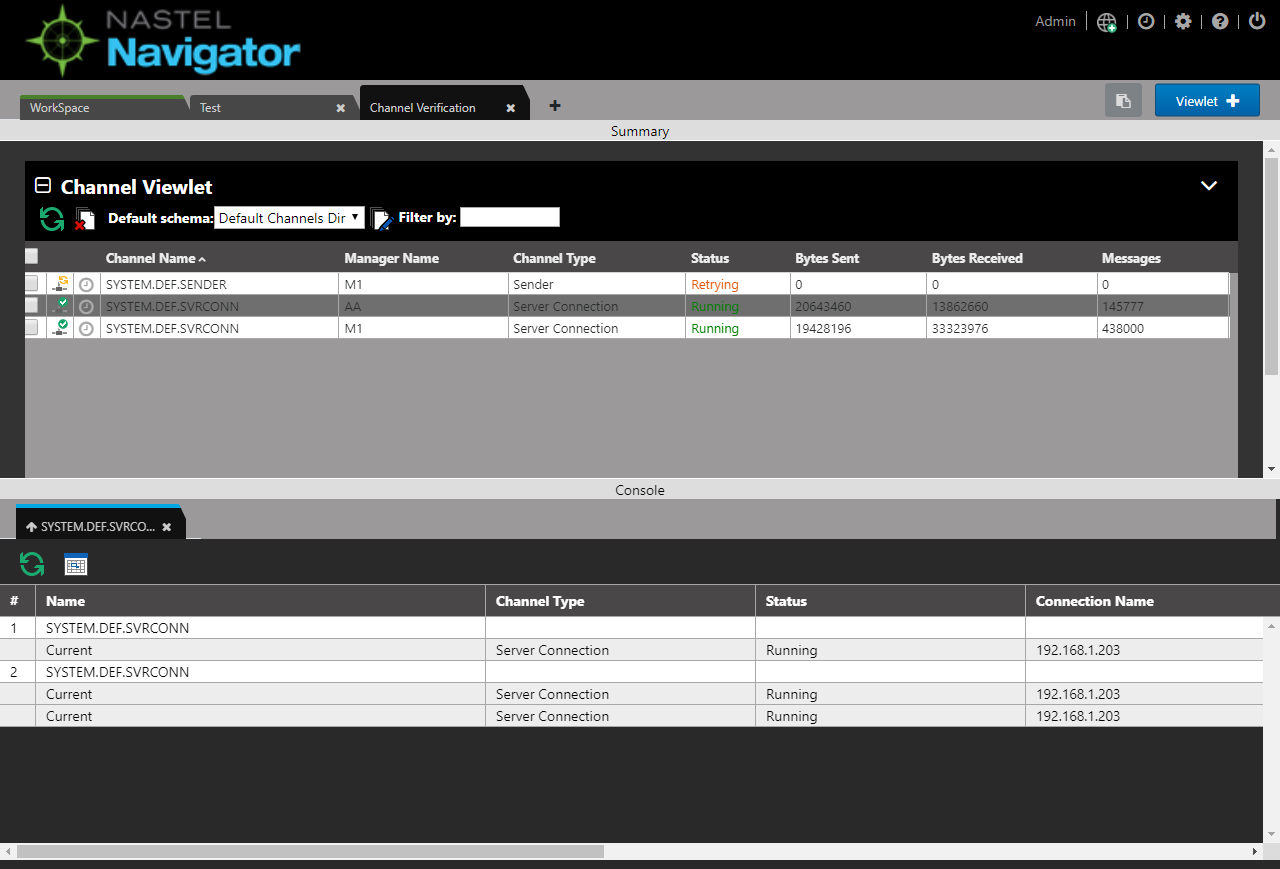 NASTEL
Navigator
Admin
WorkSpace Test Channel Verification Viewlet
Summary
Channel Viewlet
Default schema: Default Channels Dir Filter by:
Channel Name Manager Name Channel Type Status Bytes Sent Bytes Received Messages
SYSTEM.DEF.SENDER M1 Sender Retrying 0 0 0
SYSTEM.DEF.SVRCONN AA Server Connection Running 20643460 13862660 145777
SYSTEM.DEF.SVRCONN M1 Server Connection Running 19428196 33323976 438000
Console
SYSTEM.DEF.SVRCO...
# Name Channel Type Status Connection Name
1 SYSTEM.DEF.SVRCONN
Current Server Connection Running 192.168.1.203
2 SYSTEM.DEF.SVRCONN
Current Server Connection Running 192.168.1.203
Current Server Connection Running 192.168.1.203